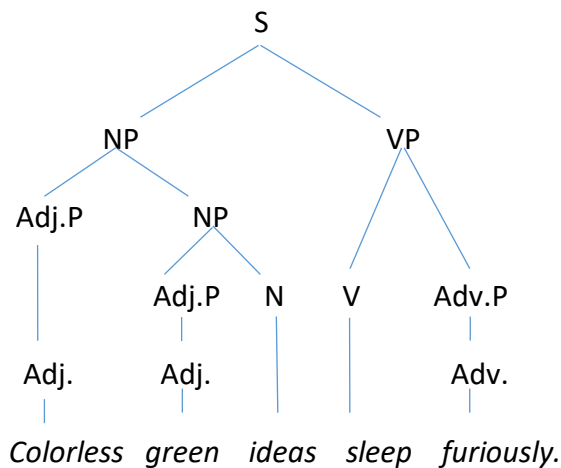 S
NP VP
Adj.P NP
Adj.P N V Adv.P
Adj. Adj. Adv.
Colorless green ideas sleep furiously.